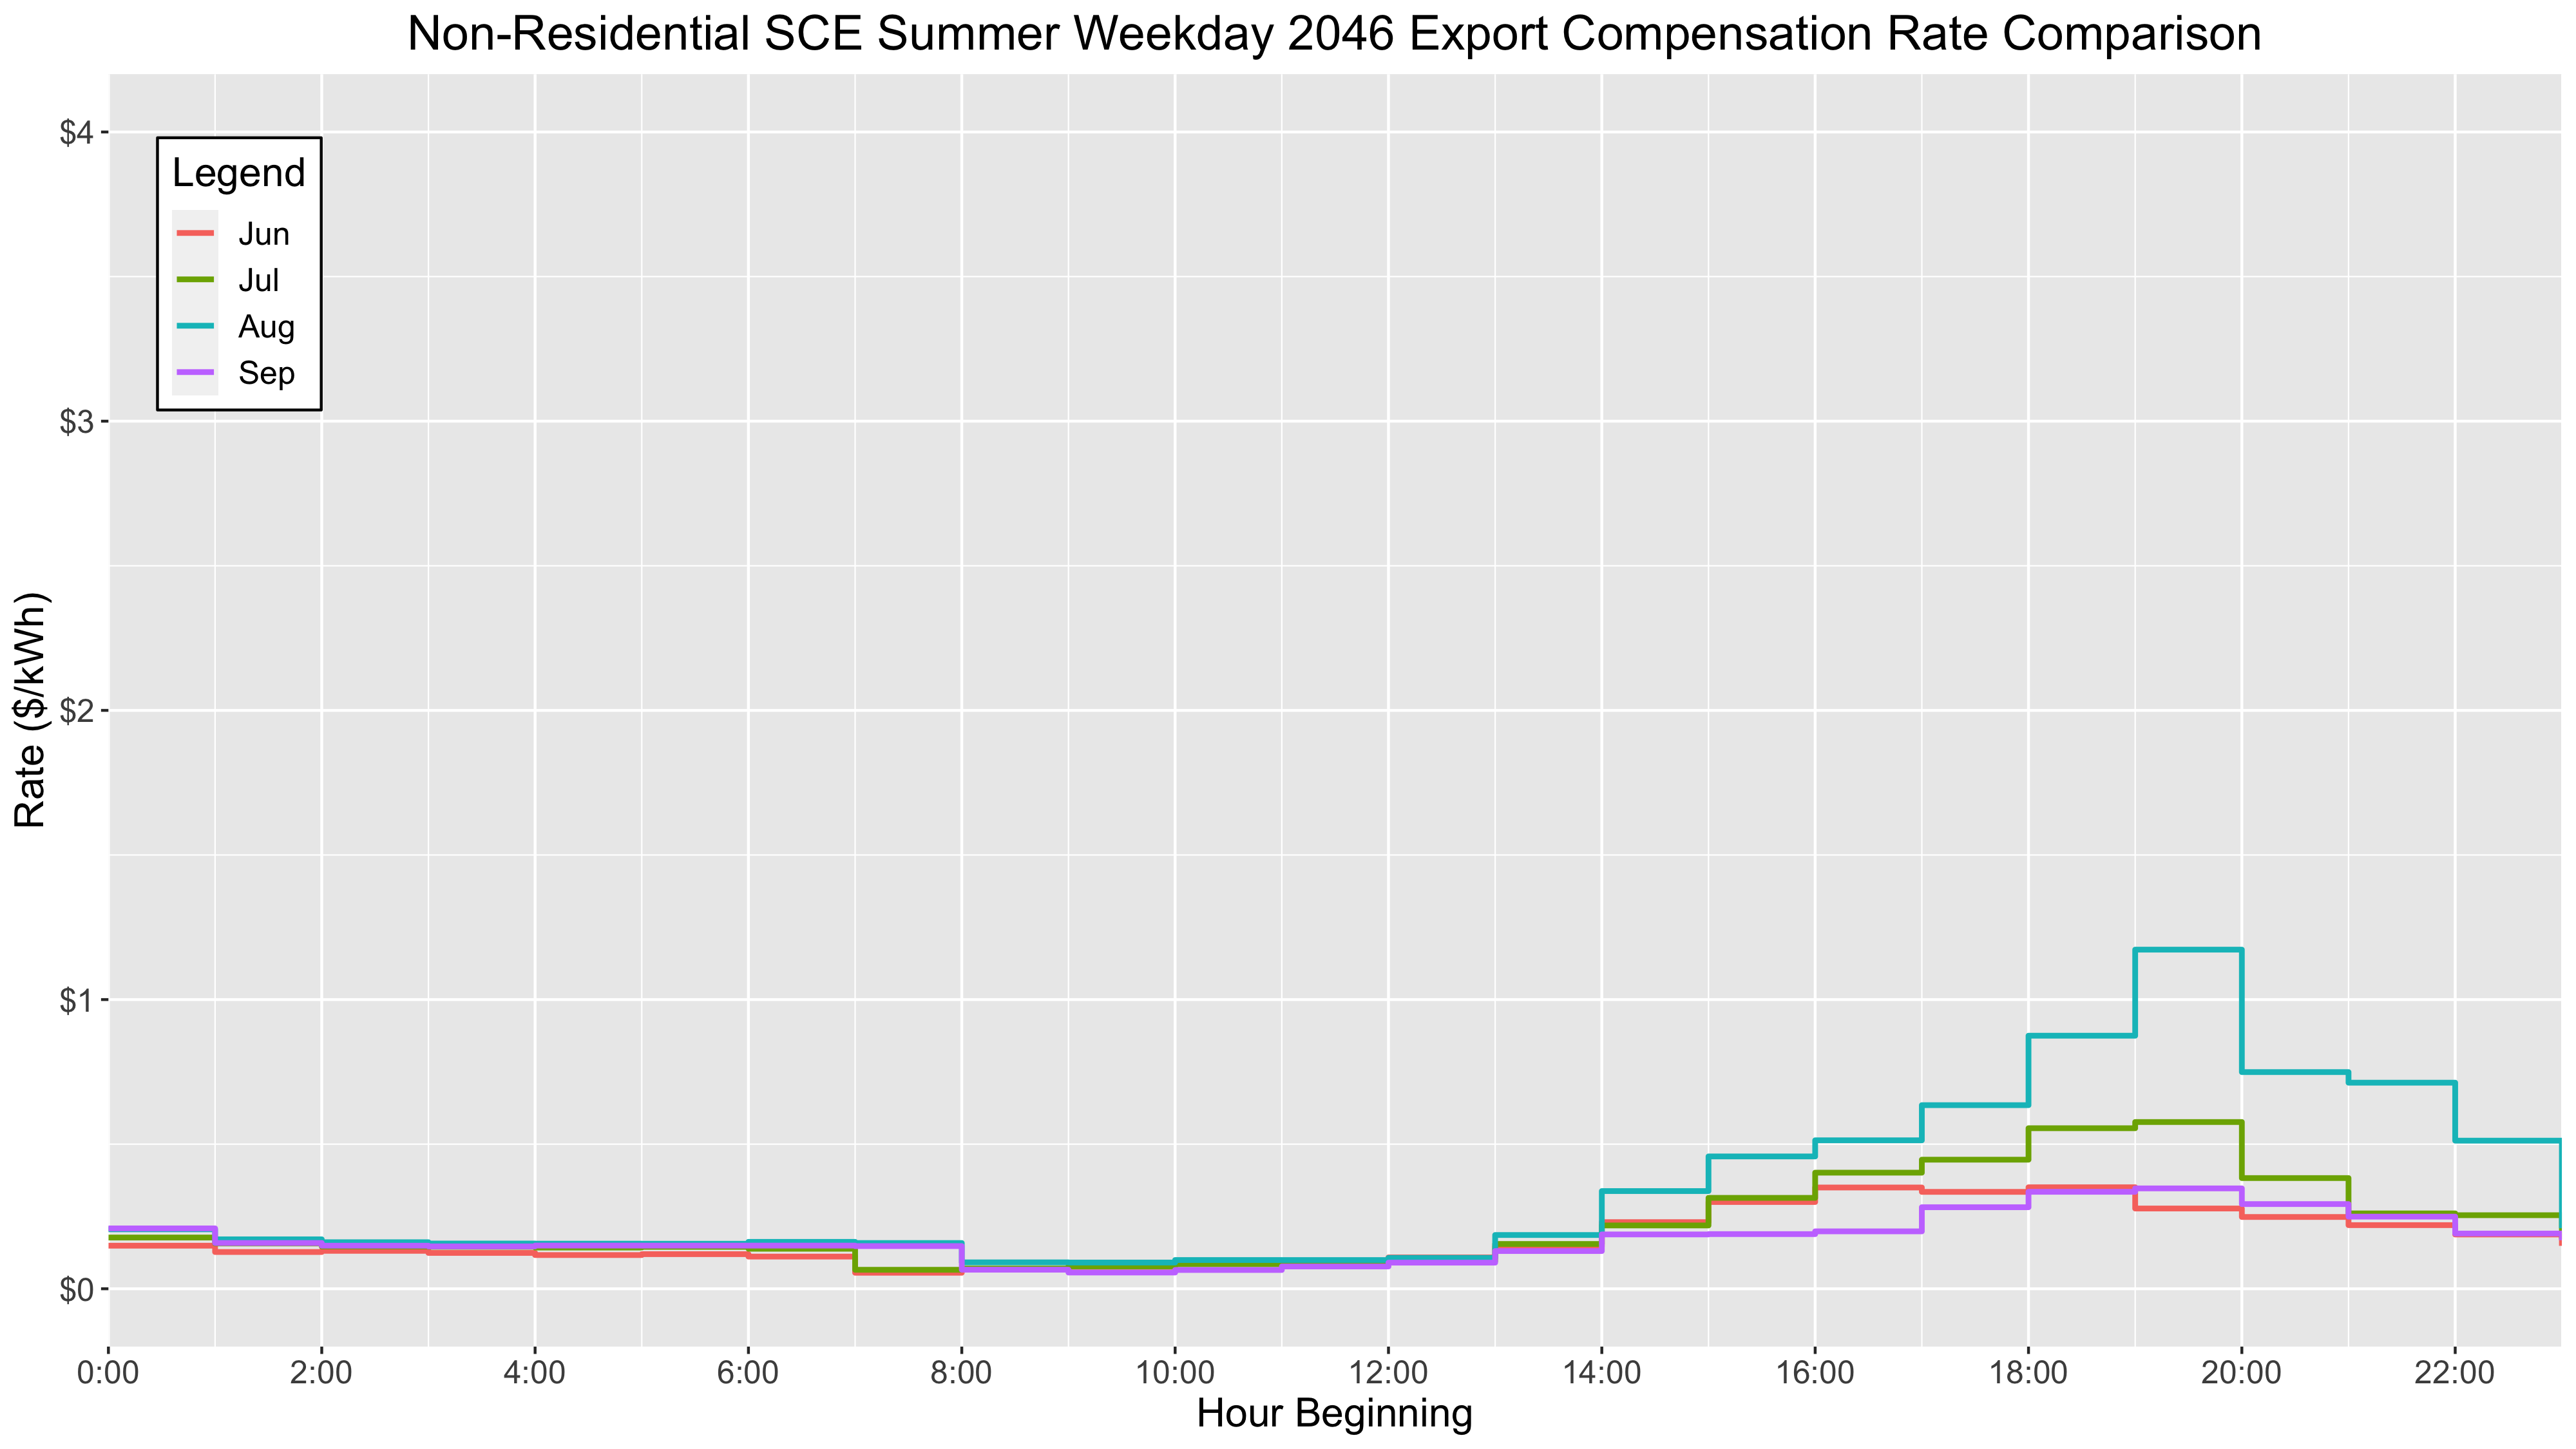 Non-Residential SCE Summer Weekday 2046 Export Compensation Rate Comparison
Legend
Jun
Jul
Aug
Sep
Rate ($/kWh)
$4
$3
$2
$1
$0
0:00 2:00 4:00 6:00 8:00 10:00 12:00 14:00 16:00 18:00 20:00 22:00
Hour Beginning